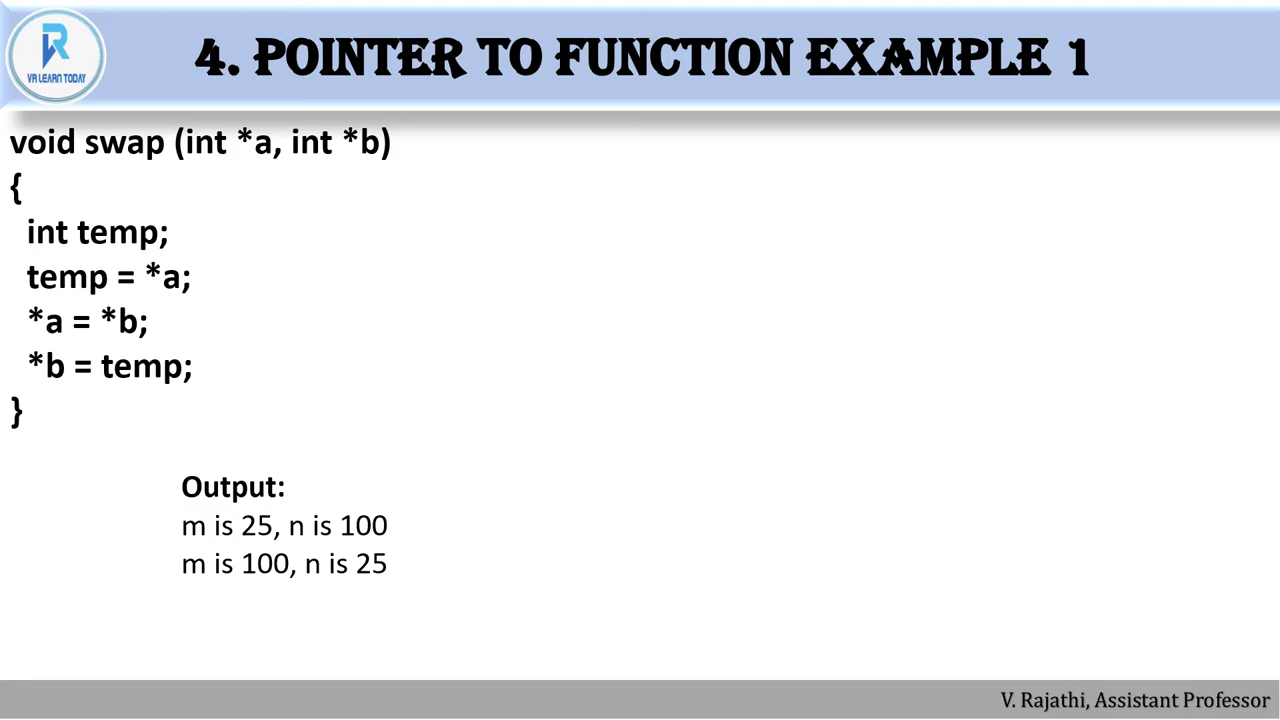 VR LEARN TODAY
4. POINTER TO FUNCTION EXAMPLE 1
void swap (int *a, int *b)
{
int temp;
temp = *a;
*a = *b;
*b = temp;
}
Output:
m is 25, n is 100
m is 100, n is 25
V. Rajathi, Assistant Professor